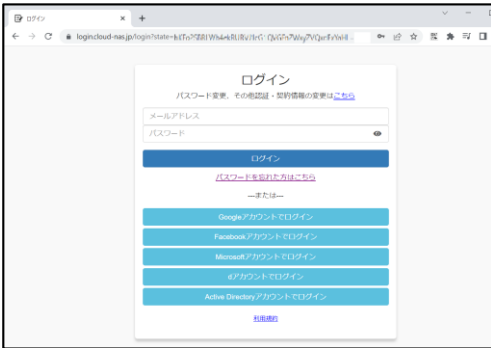 ログイン
login.cloud-nas.jp/login?state=
ログイン
パスワード変更、その他認証・契約情報の変更はこちら
メールアドレス
パスワード
ログイン
パスワードを忘れた方はこちら
―または―
Googleアカウントでログイン
Facebookアカウントでログイン
Microsoftアカウントでログイン
dアカウントでログイン
Active Directoryアカウントでログイン
利用規約